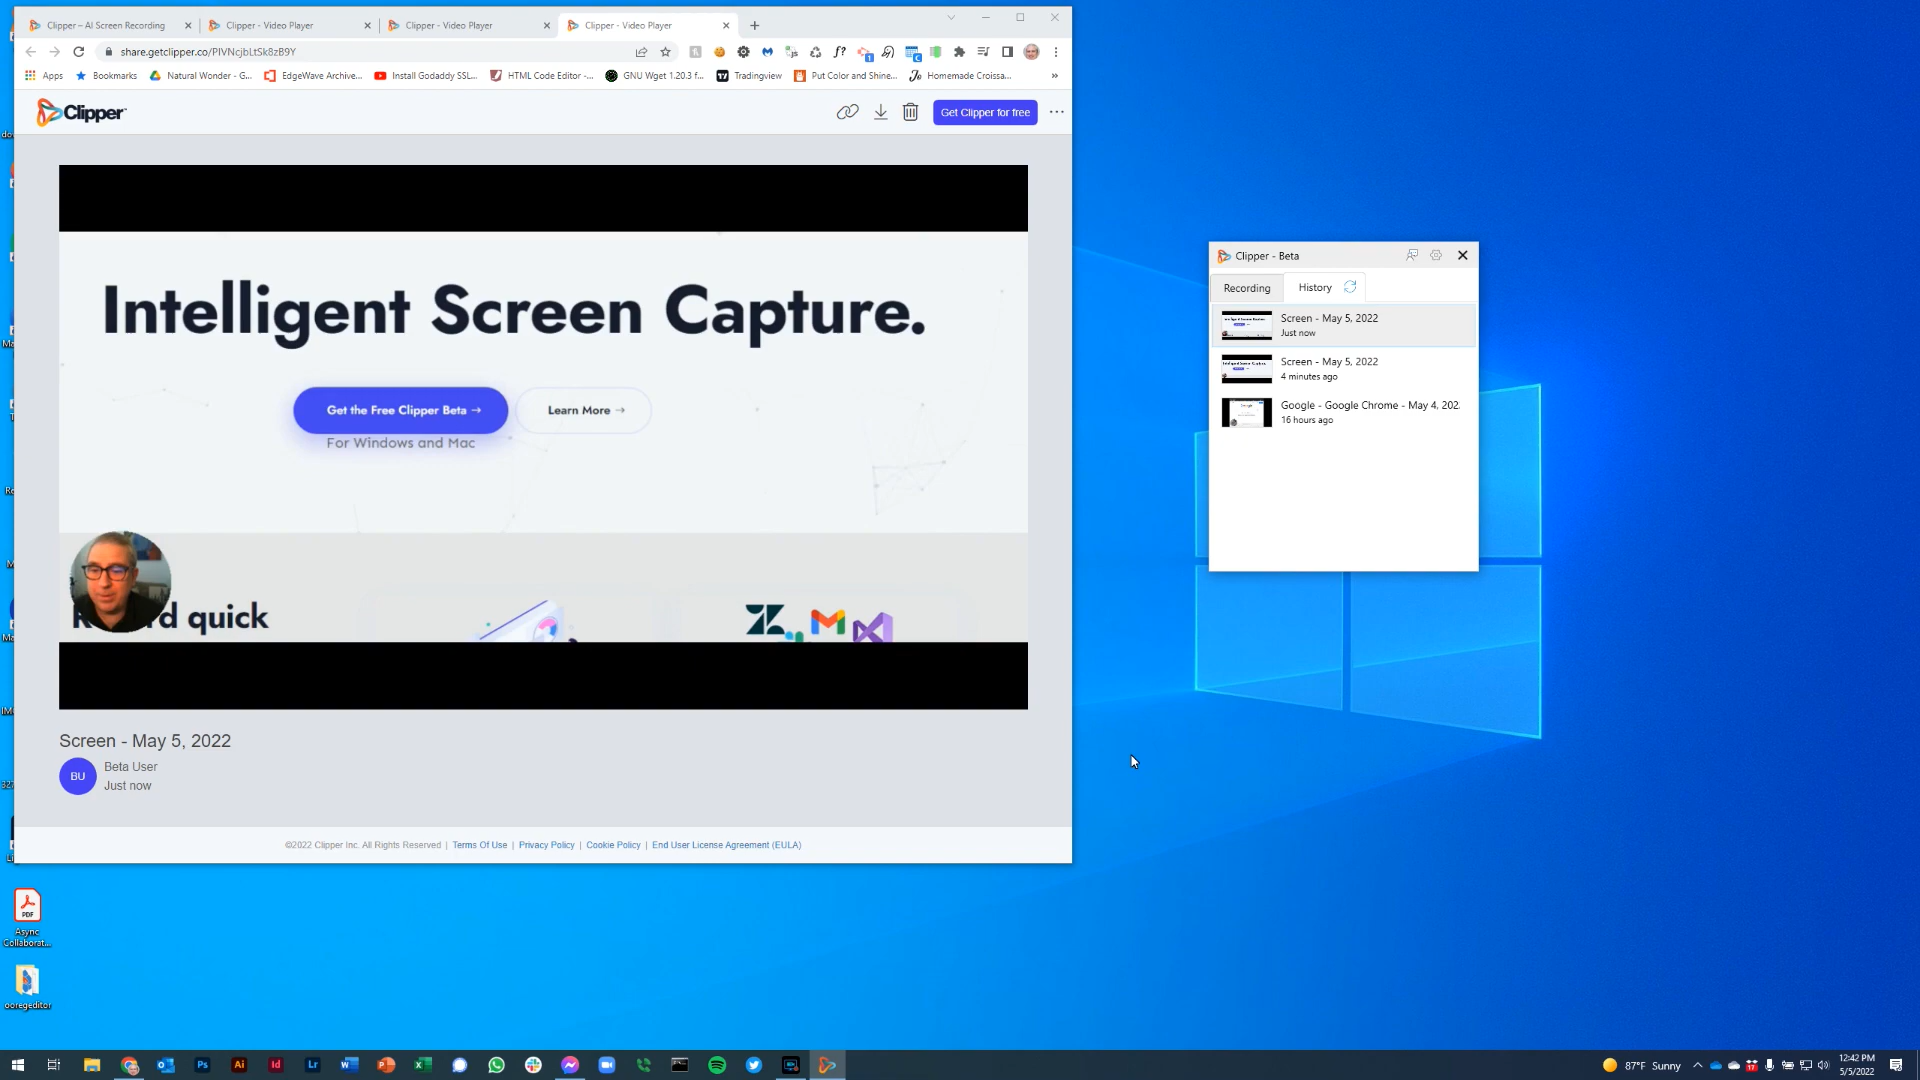 Clipper – AI Screen Recording
Clipper - Video Player
Clipper - Video Player
Clipper - Video Player
share.getclipper.co/PIVNcjbLtSk8zB9Y
Apps
Bookmarks
Natural Wonder - G...
EdgeWave Archive...
Install Godaddy SSL...
HTML Code Editor -...
GNU Wget 1.20.3 f...
Tradingview
Put Color and Shine...
Homemade Croissa...
Clipper
Get Clipper for free
Intelligent Screen Capture.
Get the Free Clipper Beta →
Learn More →
For Windows and Mac
d quick
Screen - May 5, 2022
BU
Beta User
Just now
©2022 Clipper Inc. All Rights Reserved | Terms Of Use | Privacy Policy | Cookie Policy | End User License Agreement (EULA)
Clipper - Beta
Recording
History
Screen - May 5, 2022
Just now
Screen - May 5, 2022
4 minutes ago
Google - Google Chrome - May 4, 202
16 hours ago
PDF
Async
Collaborat...
ooregeditor
87°F Sunny
12:42 PM
5/5/2022